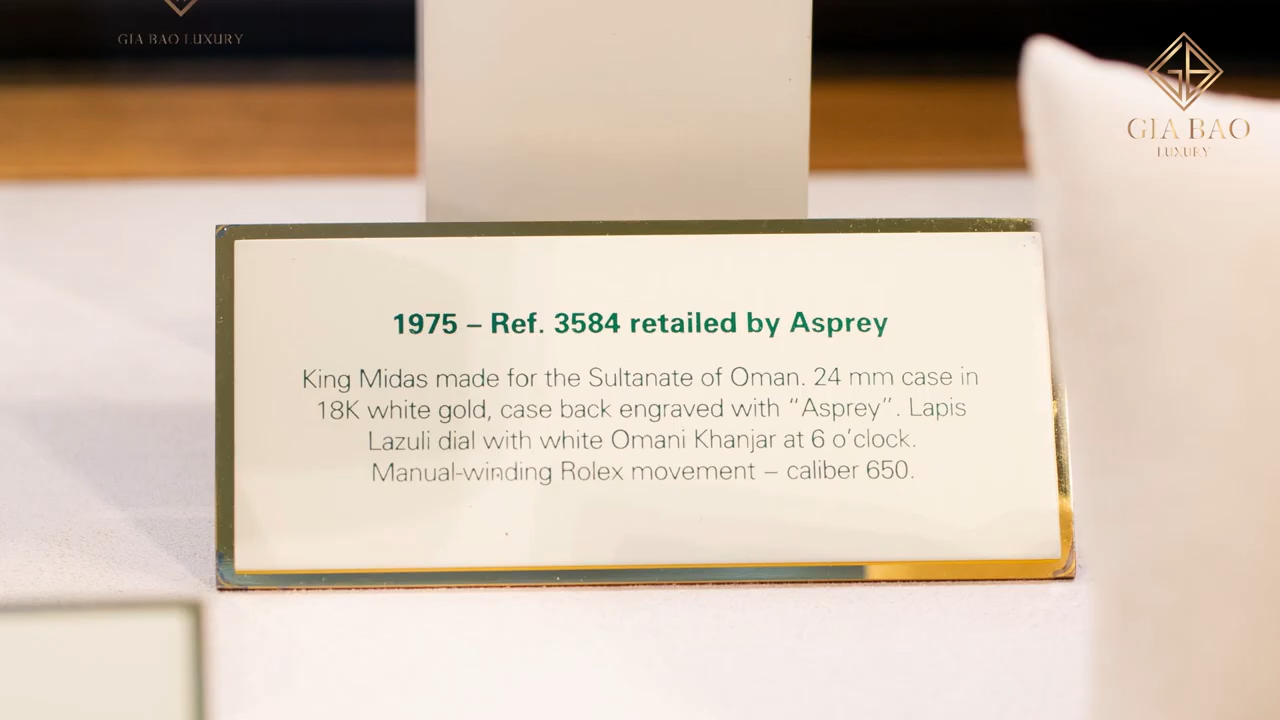 GIA BAO LUXURY
GIA BAO
LUXURY
1975 – Ref. 3584 retailed by Asprey
King Midas made for the Sultanate of Oman. 24 mm case in
18K white gold, case back engraved with “Asprey”. Lapis
Lazuli dial with white Omani Khanjar at 6 o’clock.
Manual-winding Rolex movement – caliber 650.